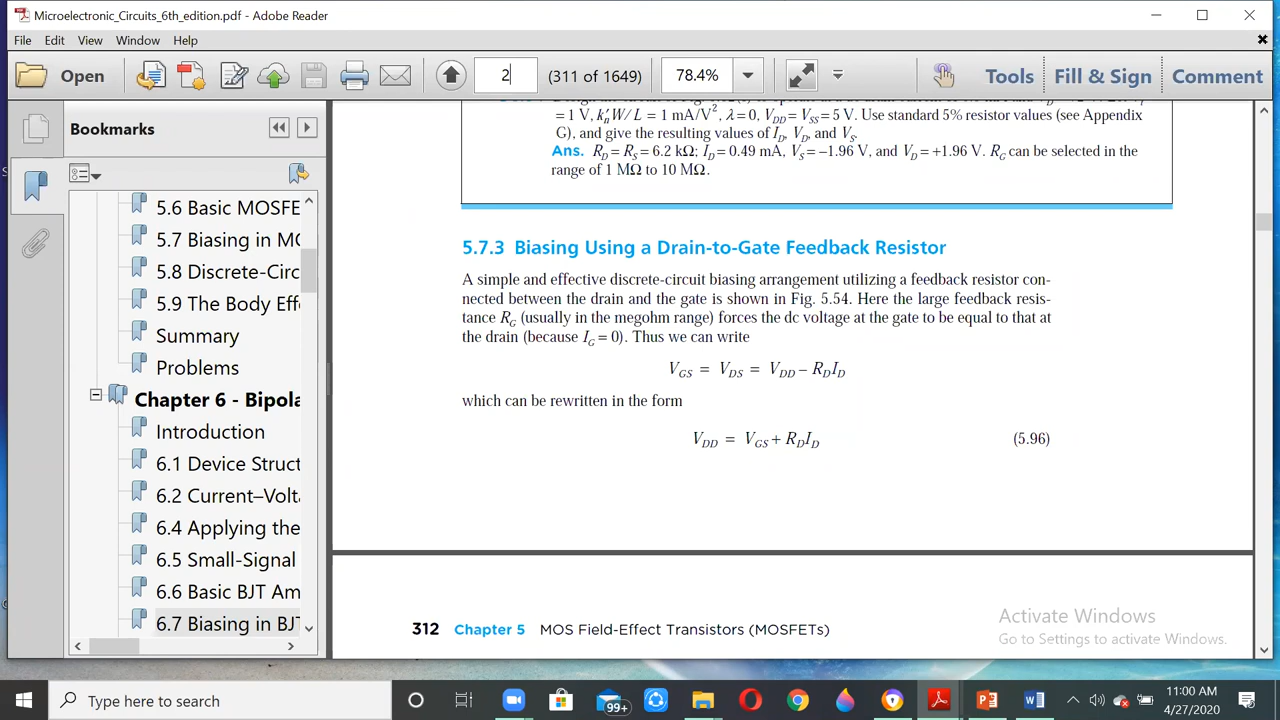 Microelectronic_Circuits_6th_edition.pdf - Adobe Reader
File Edit View Window Help
Open 2 (311 of 1649) 78.4% Tools Fill & Sign Comment
Bookmarks
5.6 Basic MOSFE
5.7 Biasing in MC
5.8 Discrete-Circ
5.9 The Body Effe
Summary
Problems
Chapter 6 - Bipola
Introduction
6.1 Device Struct
6.2 Current–Volta
6.4 Applying the
6.5 Small-Signal
6.6 Basic BJT Am
6.7 Biasing in BJT
= 1 V, k′n W/L = 1 mA/V², λ = 0, VDD = VSS = 5 V. Use standard 5% resistor values (see Appendix
G), and give the resulting values of ID, VD, and VS.
Ans. RD = RS = 6.2 kΩ; ID = 0.49 mA, VS = –1.96 V, and VD = +1.96 V. RG can be selected in the
range of 1 MΩ to 10 MΩ.
5.7.3 Biasing Using a Drain-to-Gate Feedback Resistor
A simple and effective discrete-circuit biasing arrangement utilizing a feedback resistor con-
nected between the drain and the gate is shown in Fig. 5.54. Here the large feedback resis-
tance RG (usually in the megohm range) forces the dc voltage at the gate to be equal to that at
the drain (because IG = 0). Thus we can write
VGS = VDS = VDD – RDID
which can be rewritten in the form
VDD = VGS + RDID (5.96)
312 Chapter 5 MOS Field-Effect Transistors (MOSFETs)
Activate Windows
Go to Settings to activate Windows.
Type here to search
99+
11:00 AM
4/27/2020